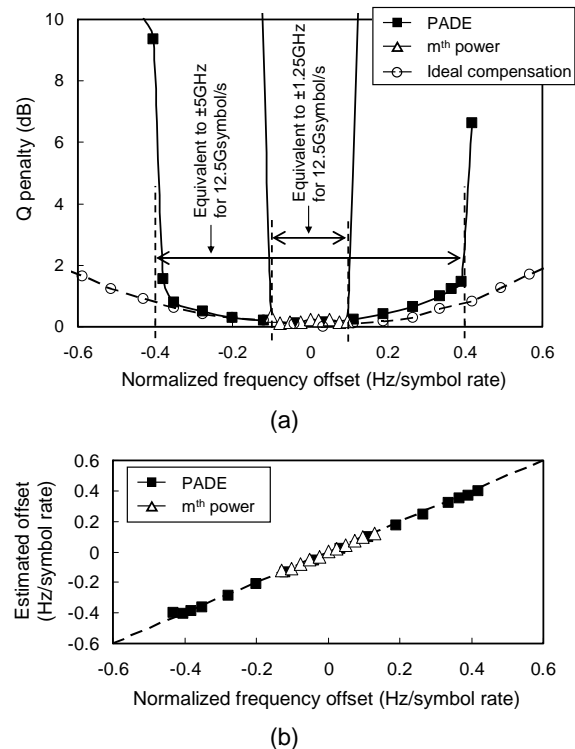 PADE
mth power
Ideal compensation
10
8
6
4
2
0
Q penalty (dB)
Equivalent to ±5GHz
for 12.5Gsymbol/s
Equivalent to ±1.25GHz
for 12.5Gsymbol/s
-0.6 -0.4 -0.2 0 0.2 0.4 0.6
Normalized frequency offset (Hz/symbol rate)
(a)
PADE
mth power
0.6
0.4
0.2
0
-0.2
-0.4
-0.6
Estimated offset
(Hz/symbol rate)
-0.6 -0.4 -0.2 0 0.2 0.4 0.6
Normalized frequency offset (Hz/symbol rate)
(b)